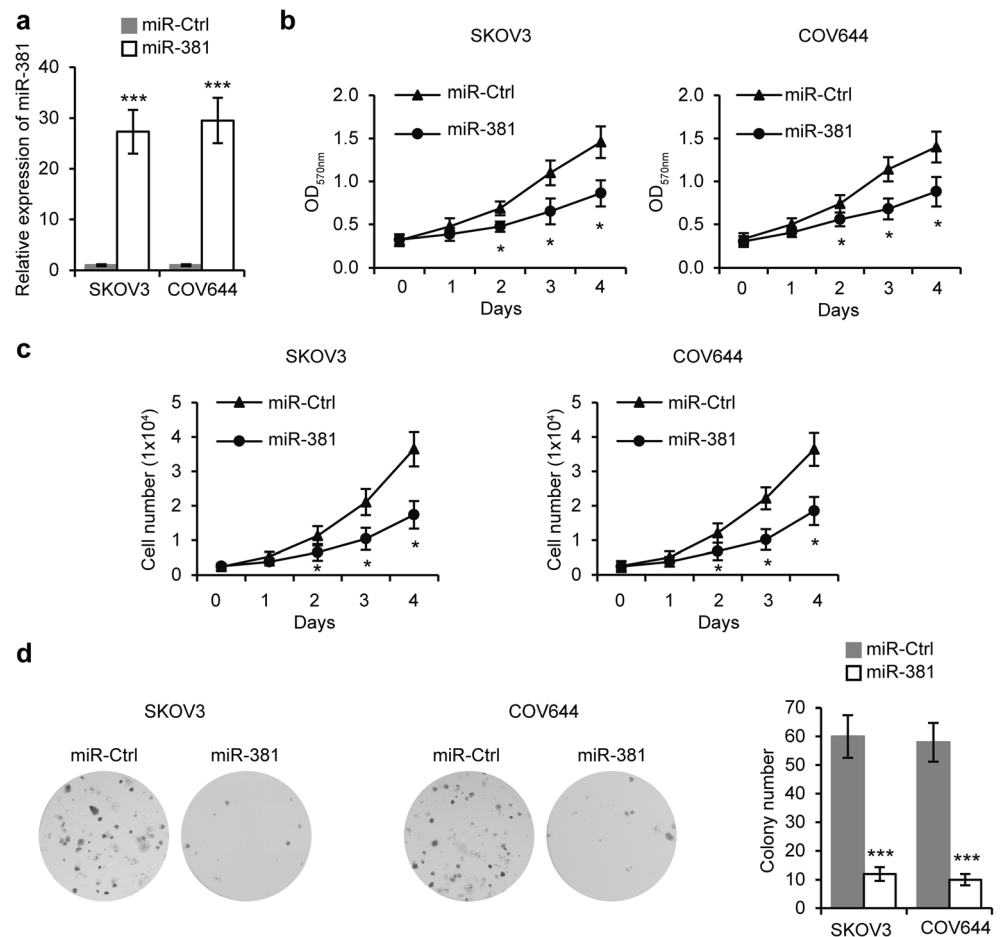 a
miR-Ctrl
miR-381
Relative expression of miR-381
40
30
20
10
0
***
***
SKOV3 COV644
b
SKOV3
OD570nm
2.0
1.5
1.0
0.5
0.0
miR-Ctrl
miR-381
* * *
0 1 2 3 4
Days
COV644
OD570nm
2.0
1.5
1.0
0.5
0.0
miR-Ctrl
miR-381
* * *
0 1 2 3 4
Days
c
SKOV3
Cell number (1x10⁴)
5
4
3
2
1
0
miR-Ctrl
miR-381
* * *
0 1 2 3 4
Days
COV644
Cell number (1x10⁴)
5
4
3
2
1
0
miR-Ctrl
miR-381
* * *
0 1 2 3 4
Days
d
SKOV3
miR-Ctrl miR-381
COV644
miR-Ctrl miR-381
miR-Ctrl
miR-381
Colony number
70
60
50
40
30
20
10
0
***
***
SKOV3 COV644